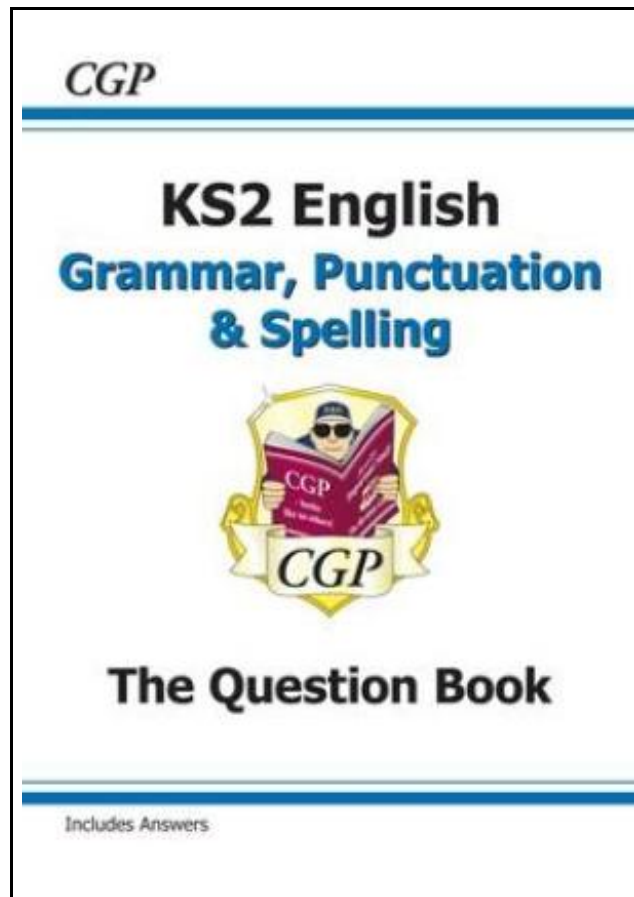 CGP
KS2 English
Grammar, Punctuation
& Spelling
CGP
CGP
The Question Book
Includes Answers